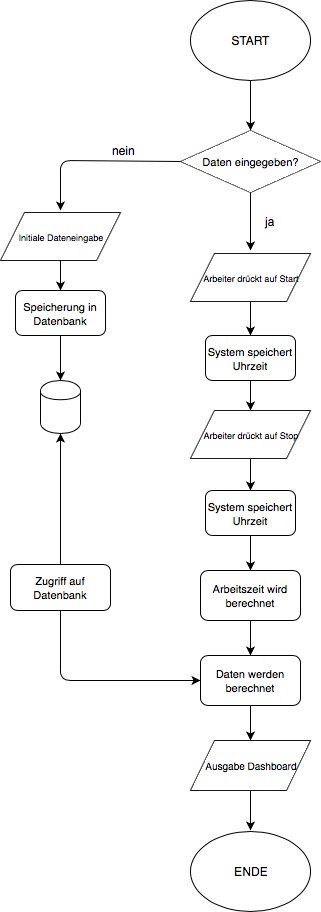 START
Daten eingegeben?
nein
ja
Initiale Dateneingabe
Speicherung in
Datenbank
Arbeiter drückt auf Start
System speichert
Uhrzeit
Arbeiter drückt auf Stop
System speichert
Uhrzeit
Zugriff auf
Datenbank
Arbeitszeit wird
berechnet
Daten werden
berechnet
Ausgabe Dashboard
ENDE